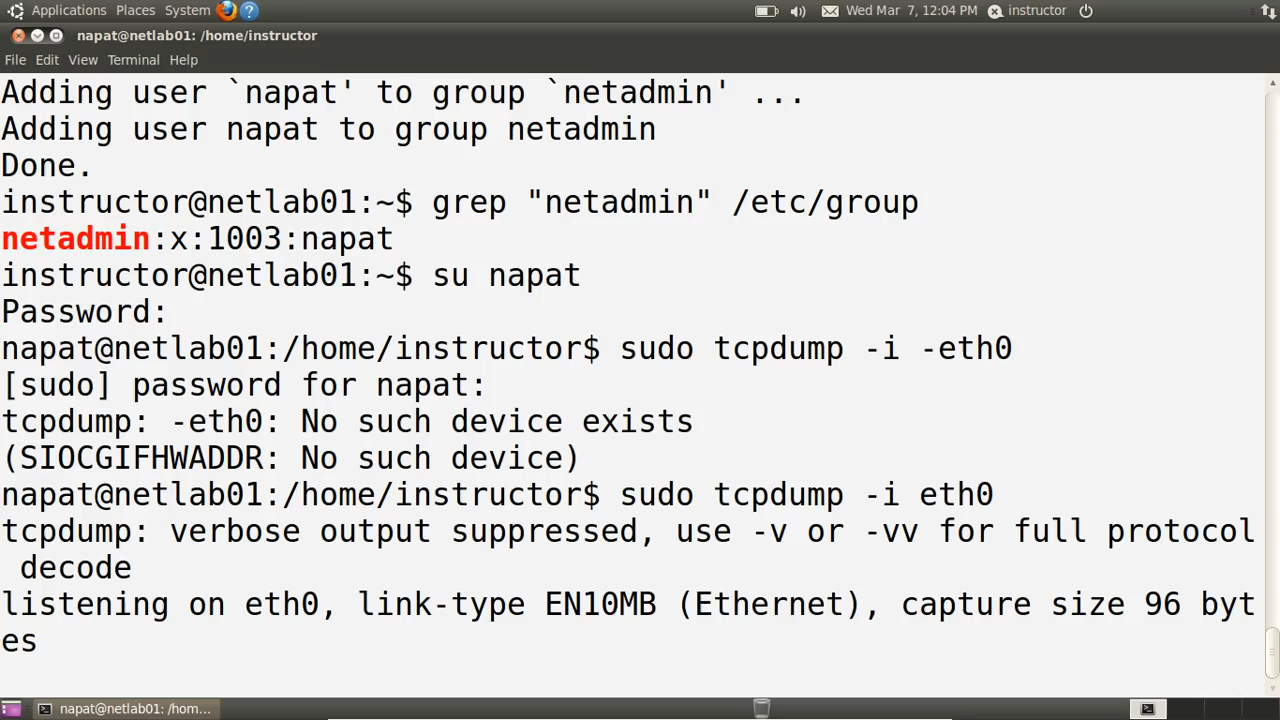 Applications Places System Wed Mar 7, 12:04 PM instructor
napat@netlab01: /home/instructor
File Edit View Terminal Help
Adding user `napat' to group `netadmin' ...
Adding user napat to group netadmin
Done.
instructor@netlab01:~$ grep "netadmin" /etc/group
netadmin:x:1003:napat
instructor@netlab01:~$ su napat
Password:
napat@netlab01:/home/instructor$ sudo tcpdump -i -eth0
[sudo] password for napat:
tcpdump: -eth0: No such device exists
(SIOCGIFHWADDR: No such device)
napat@netlab01:/home/instructor$ sudo tcpdump -i eth0
tcpdump: verbose output suppressed, use -v or -vv for full protocol
 decode
listening on eth0, link-type EN10MB (Ethernet), capture size 96 byt
es
napat@netlab01: /hom...